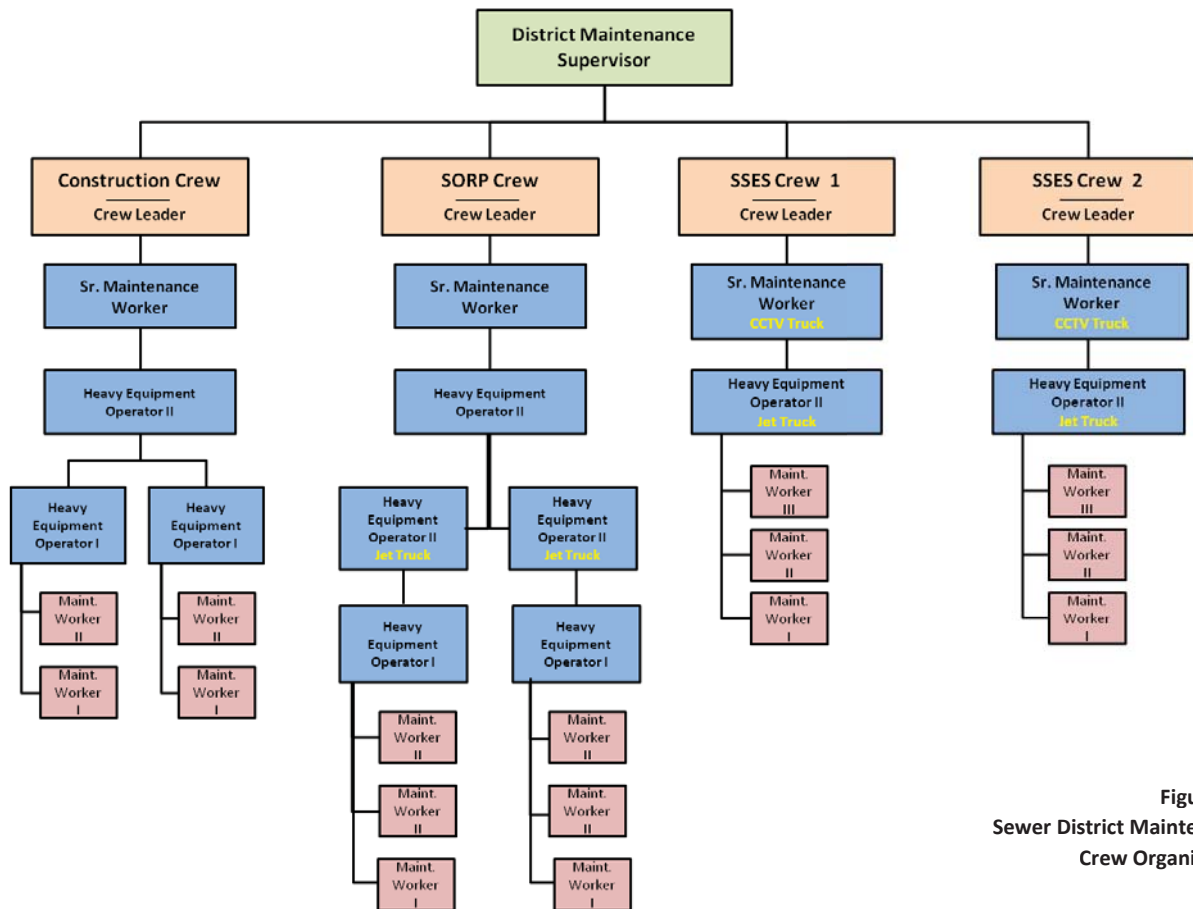 District Maintenance
Supervisor
Construction Crew
Crew Leader
Sr. Maintenance
Worker
Heavy Equipment
Operator II
Heavy
Equipment
Operator I
Maint.
Worker
II
Maint.
Worker
I
Heavy
Equipment
Operator I
Maint.
Worker
II
Maint.
Worker
I
SORP Crew
Crew Leader
Sr. Maintenance
Worker
Heavy Equipment
Operator II
Heavy
Equipment
Operator II
Jet Truck
Heavy
Equipment
Operator I
Maint.
Worker
II
Maint.
Worker
II
Maint.
Worker
I
Heavy
Equipment
Operator II
Jet Truck
Heavy
Equipment
Operator I
Maint.
Worker
II
Maint.
Worker
II
Maint.
Worker
I
SSES Crew 1
Crew Leader
Sr. Maintenance
Worker
CCTV Truck
Heavy Equipment
Operator II
Jet Truck
Maint.
Worker
III
Maint.
Worker
II
Maint.
Worker
I
SSES Crew 2
Crew Leader
Sr. Maintenance
Worker
CCTV Truck
Heavy Equipment
Operator II
Jet Truck
Maint.
Worker
III
Maint.
Worker
II
Maint.
Worker
I
Figu
Sewer District Mainte
Crew Organi